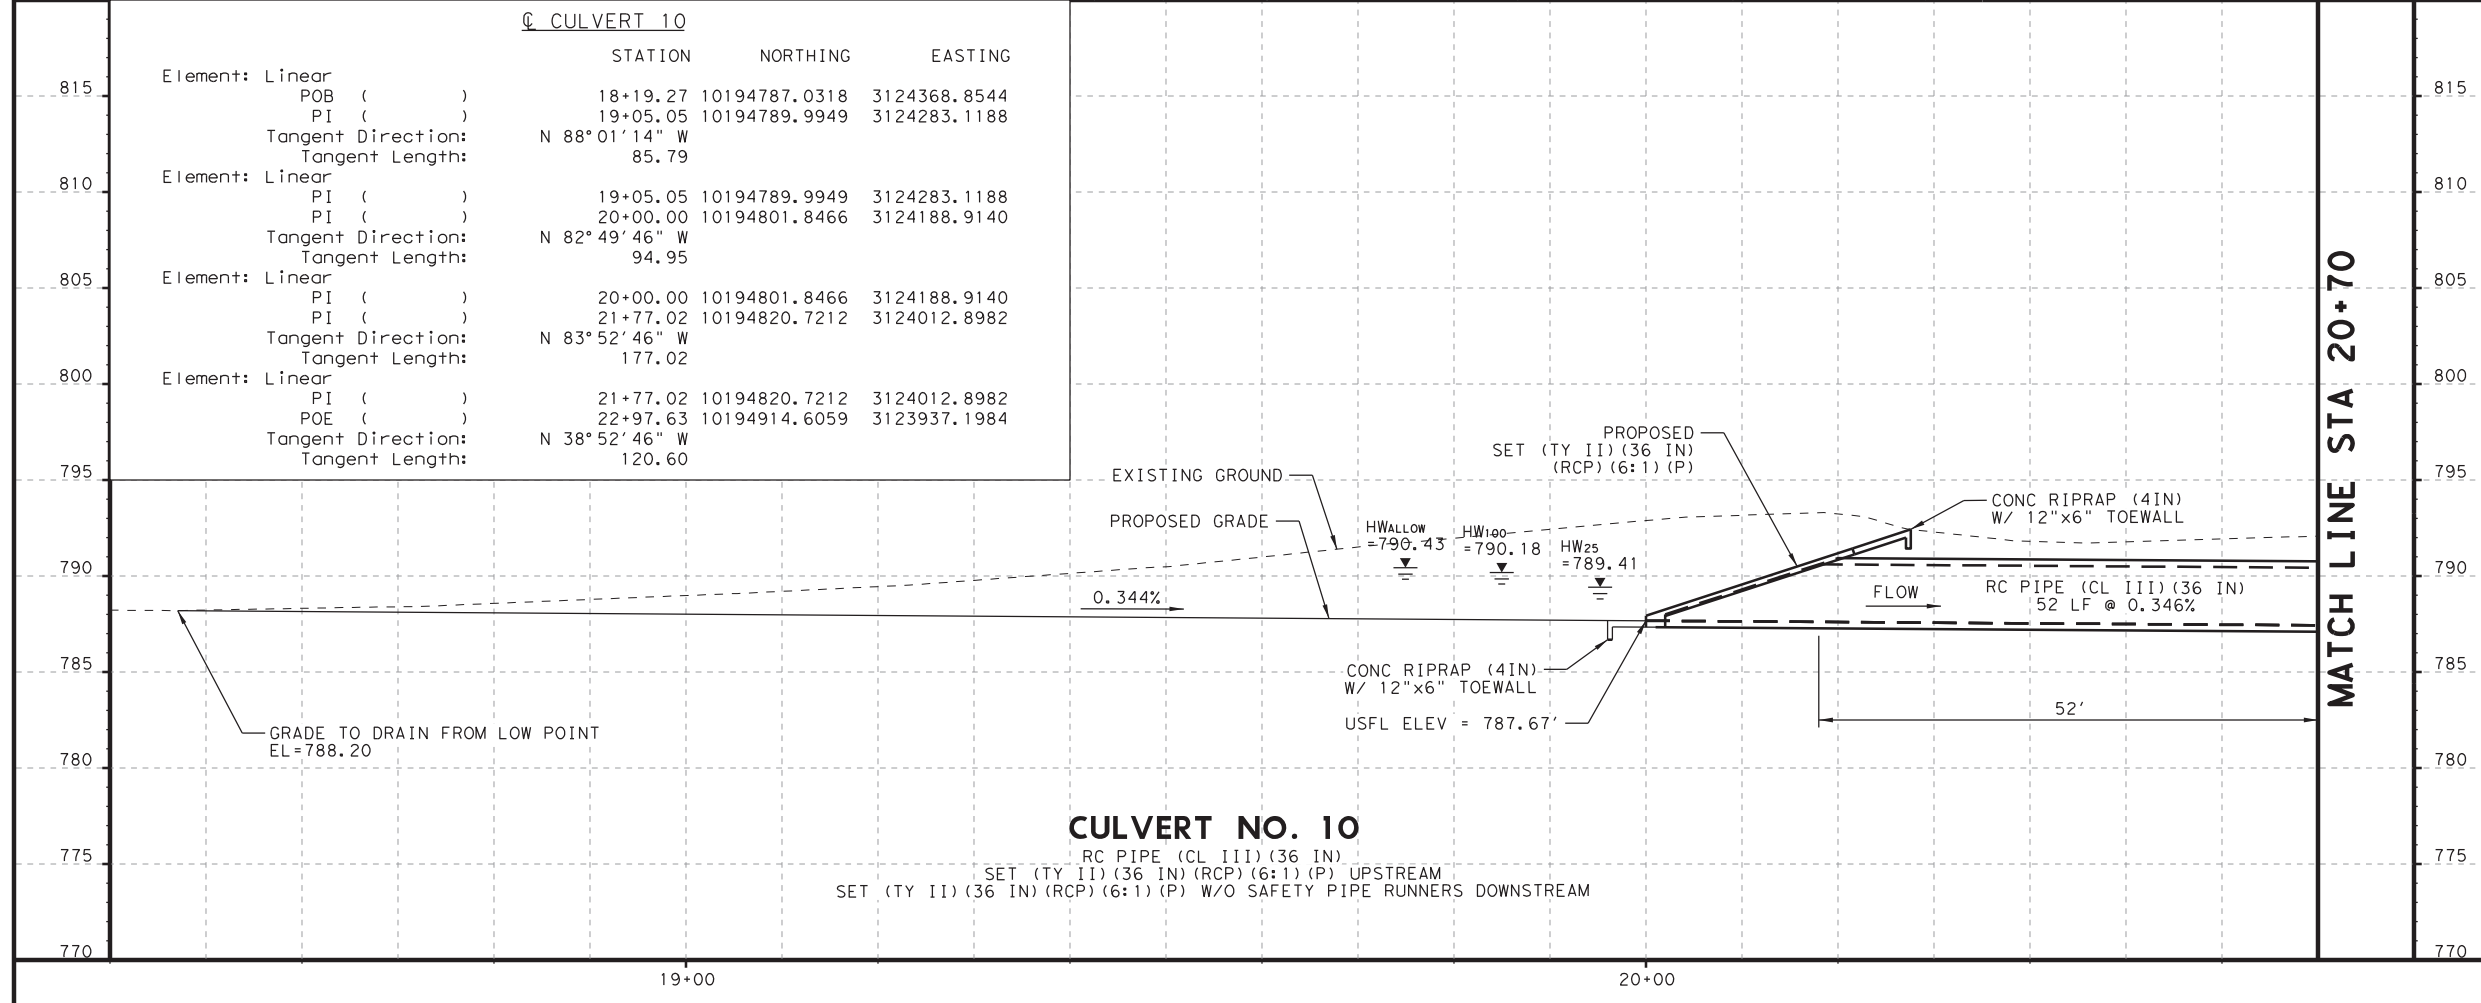 ℄ CULVERT 10
STATION NORTHING EASTING
Element: Linear
POB ( ) 18+19.27 10194787.0318 3124368.8544
PI ( ) 19+05.05 10194789.9949 3124283.1188
Tangent Direction: N 88°01'14" W
Tangent Length: 85.79
Element: Linear
PI ( ) 19+05.05 10194789.9949 3124283.1188
PI ( ) 20+00.00 10194801.8466 3124188.9140
Tangent Direction: N 82°49'46" W
Tangent Length: 94.95
Element: Linear
PI ( ) 20+00.00 10194801.8466 3124188.9140
PI ( ) 21+77.02 10194820.7212 3124012.8982
Tangent Direction: N 83°52'46" W
Tangent Length: 177.02
Element: Linear
PI ( ) 21+77.02 10194820.7212 3124012.8982
POE ( ) 22+97.63 10194914.6059 3123937.1984
Tangent Direction: N 38°52'46" W
Tangent Length: 120.60
815
810
805
800
795
790
785
780
775
770
EXISTING GROUND
PROPOSED GRADE
HWALLOW
=790.43
HW100
=790.18
HW25
=789.41
PROPOSED
SET (TY II)(36 IN)
(RCP)(6:1)(P)
CONC RIPRAP (4IN)
W/ 12"x6" TOEWALL
0.344%
FLOW
RC PIPE (CL III)(36 IN)
52 LF @ 0.346%
CONC RIPRAP (4IN)
W/ 12"x6" TOEWALL
USFL ELEV = 787.67'
52'
GRADE TO DRAIN FROM LOW POINT
EL=788.20
MATCH LINE STA 20+70
815
810
805
800
795
790
785
780
775
770
CULVERT NO. 10
RC PIPE (CL III)(36 IN)
SET (TY II)(36 IN)(RCP)(6:1)(P) UPSTREAM
SET (TY II)(36 IN)(RCP)(6:1)(P) W/O SAFETY PIPE RUNNERS DOWNSTREAM
19+00
20+00